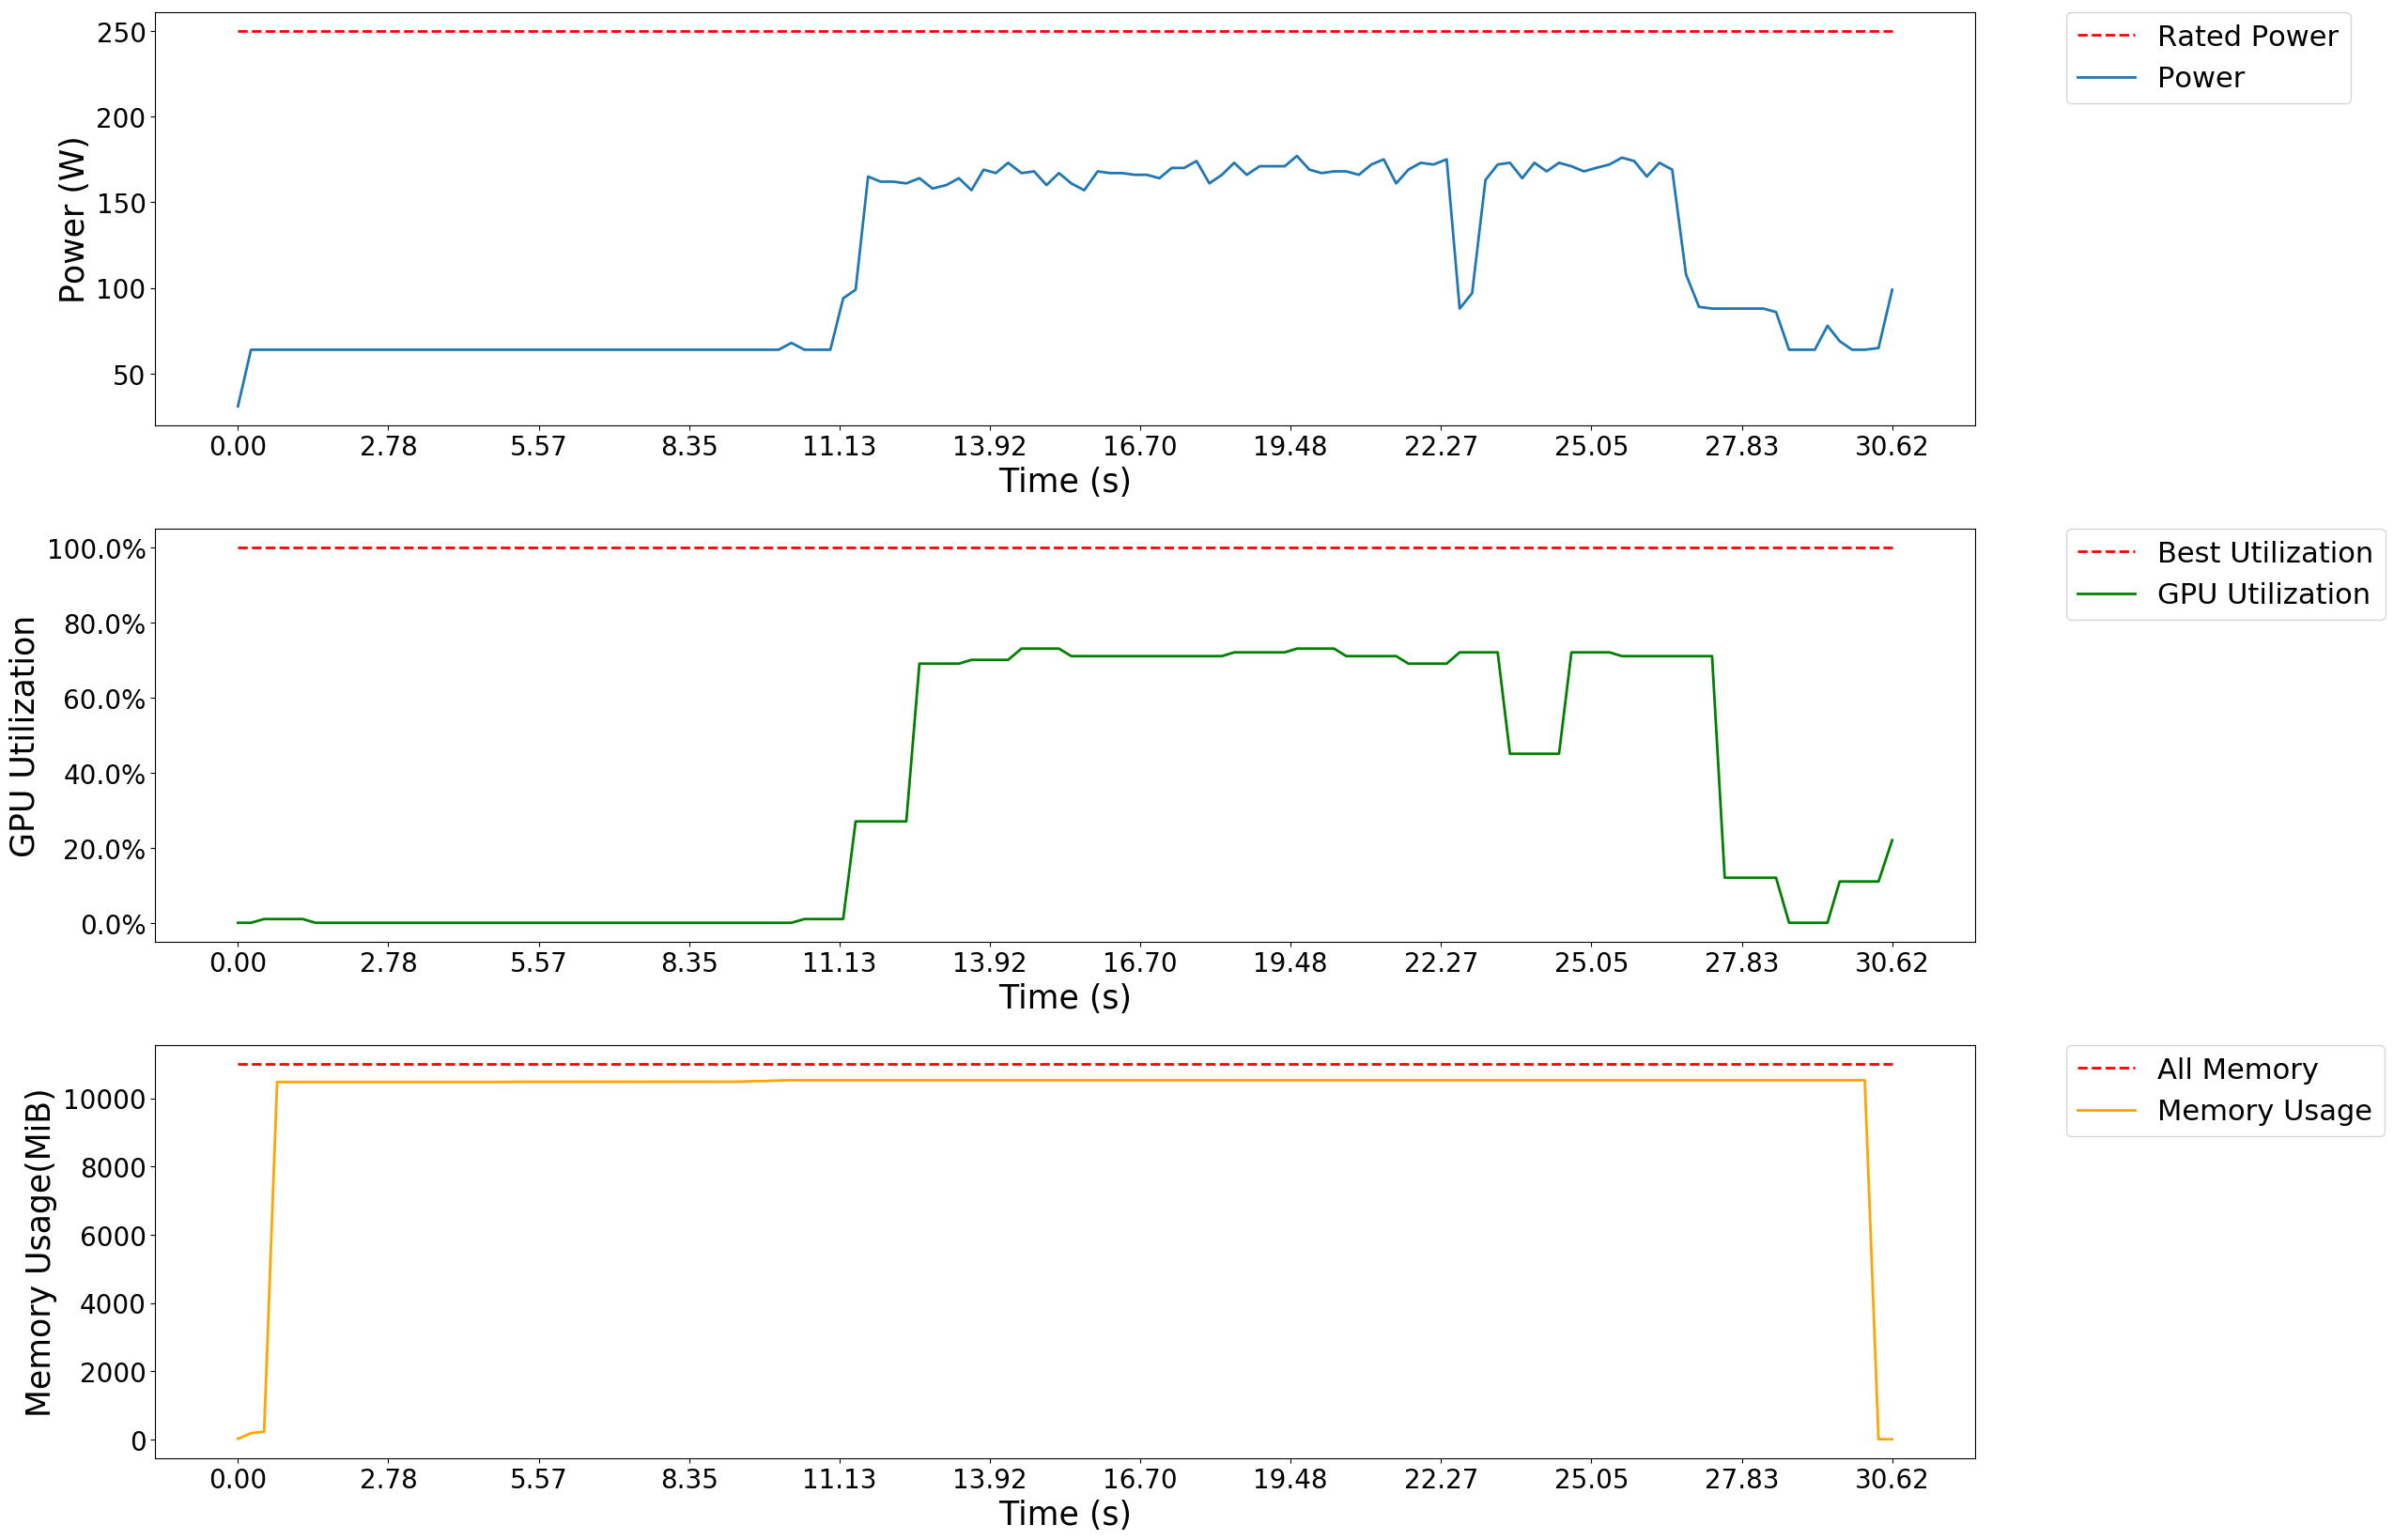 250
200
150
100
50
Power (W)
0.00 2.78 5.57 8.35 11.13 13.92 16.70 19.48 22.27 25.05 27.83 30.62
Time (s)
Rated Power
Power
100.0%
80.0%
60.0%
40.0%
20.0%
0.0%
GPU Utilization
0.00 2.78 5.57 8.35 11.13 13.92 16.70 19.48 22.27 25.05 27.83 30.62
Time (s)
Best Utilization
GPU Utilization
10000
8000
6000
4000
2000
0
Memory Usage(MiB)
0.00 2.78 5.57 8.35 11.13 13.92 16.70 19.48 22.27 25.05 27.83 30.62
Time (s)
All Memory
Memory Usage